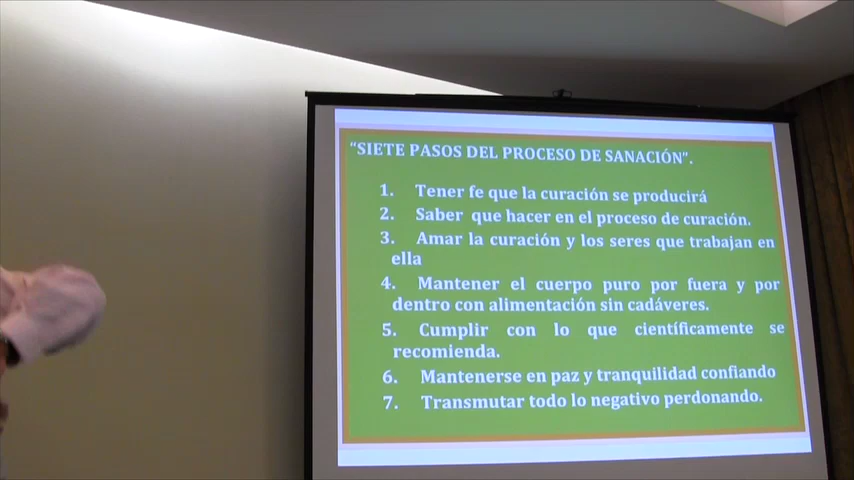 “SIETE PASOS DEL PROCESO DE SANACIÓN”.
1. Tener fe que la curación se producirá
2. Saber que hacer en el proceso de curación.
3. Amar la curación y los seres que trabajan en
ella
4. Mantener el cuerpo puro por fuera y por
dentro con alimentación sin cadáveres.
5. Cumplir con lo que científicamente se
recomienda.
6. Mantenerse en paz y tranquilidad confiando
7. Transmutar todo lo negativo perdonando.